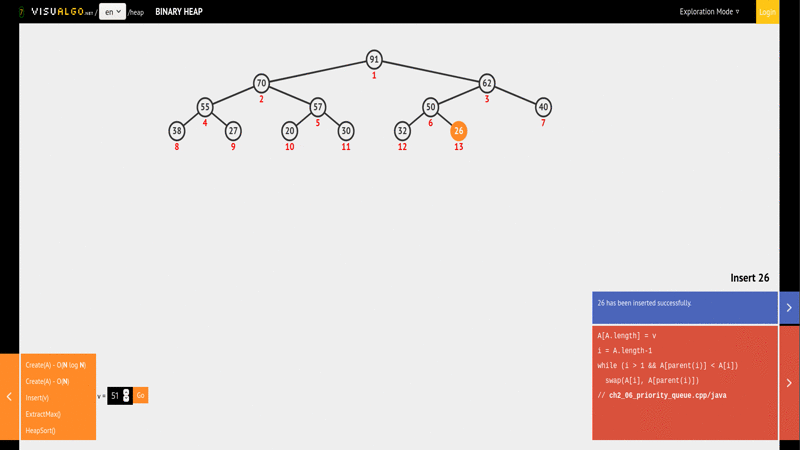 7 VISUALGO.NET / en /heap BINARY HEAP Exploration Mode ▿ Login
91
1
70 62
2 3
55 57 50 40
4 5 6 7
38 27 20 30 32 26
8 9 10 11 12 13
Insert 26
26 has been inserted successfully.
A[A.length] = v
i = A.length-1
while (i > 1 && A[parent(i)] < A[i])
swap(A[i], A[parent(i)])
// ch2_06_priority_queue.cpp/java
Create(A) - O(N log N)
Create(A) - O(N)
Insert(v)
ExtractMax()
HeapSort()
v = 51 Go